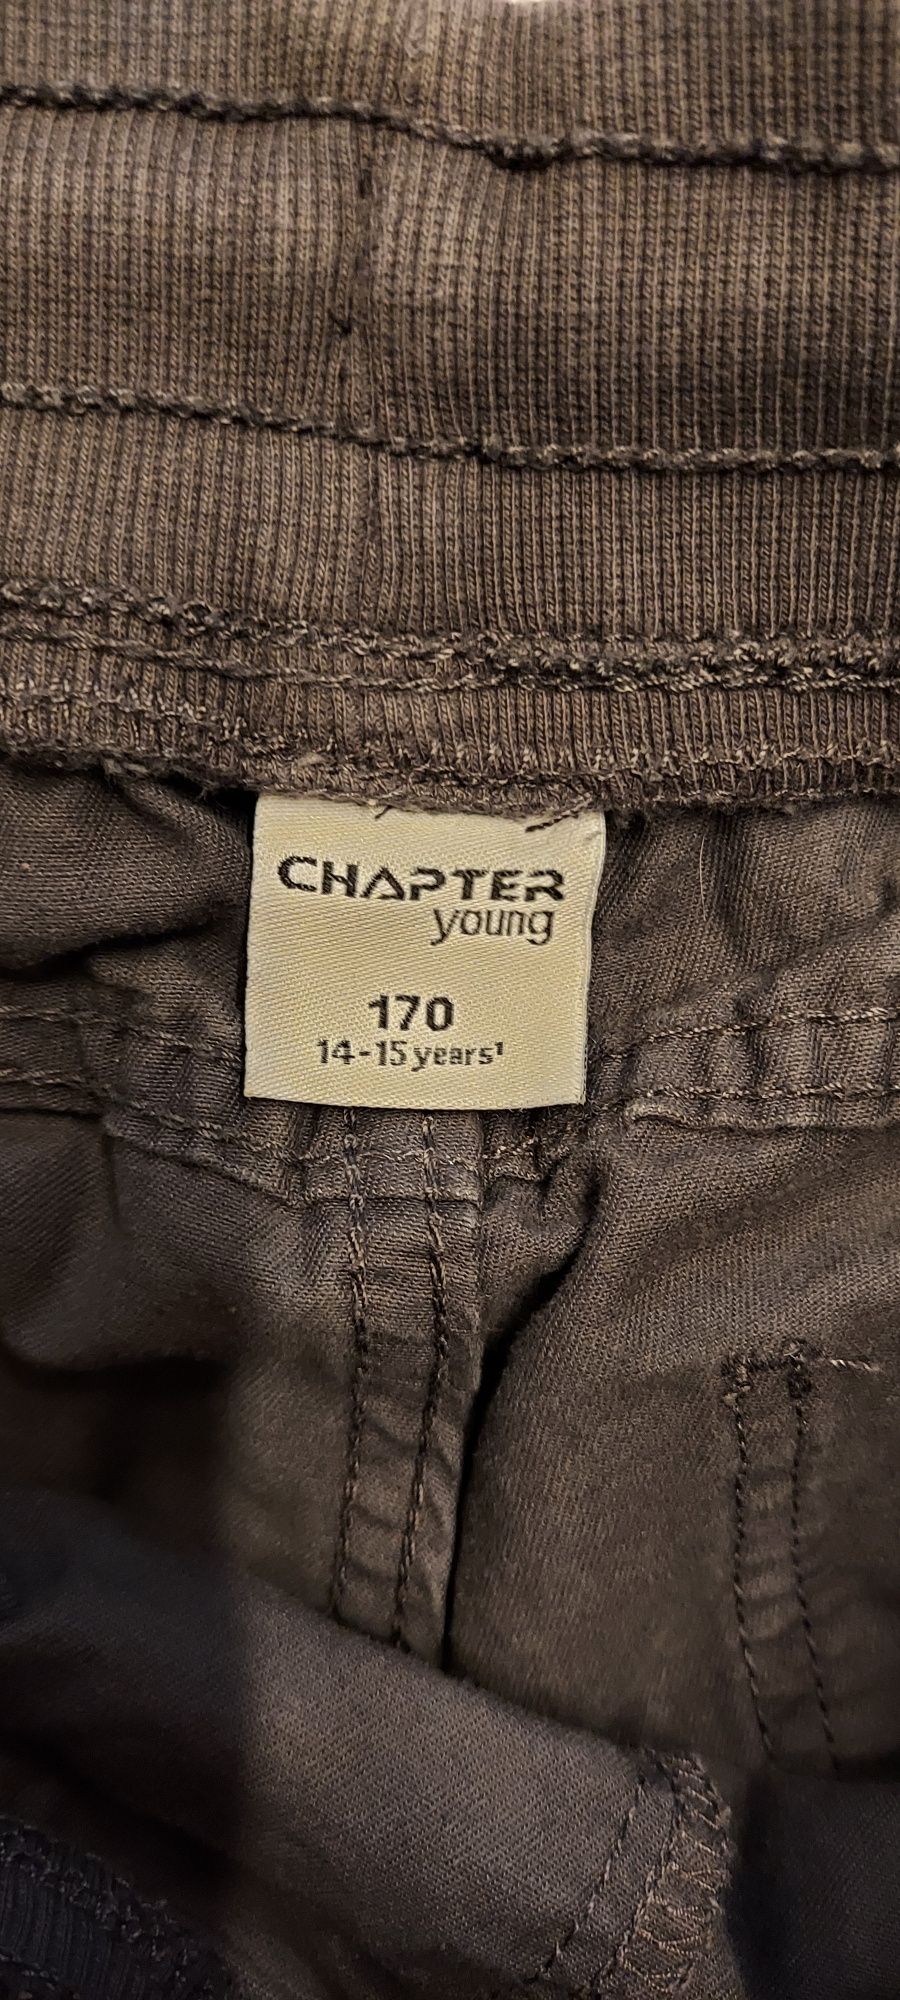 CHAPTER
young
170
14-15 years¹